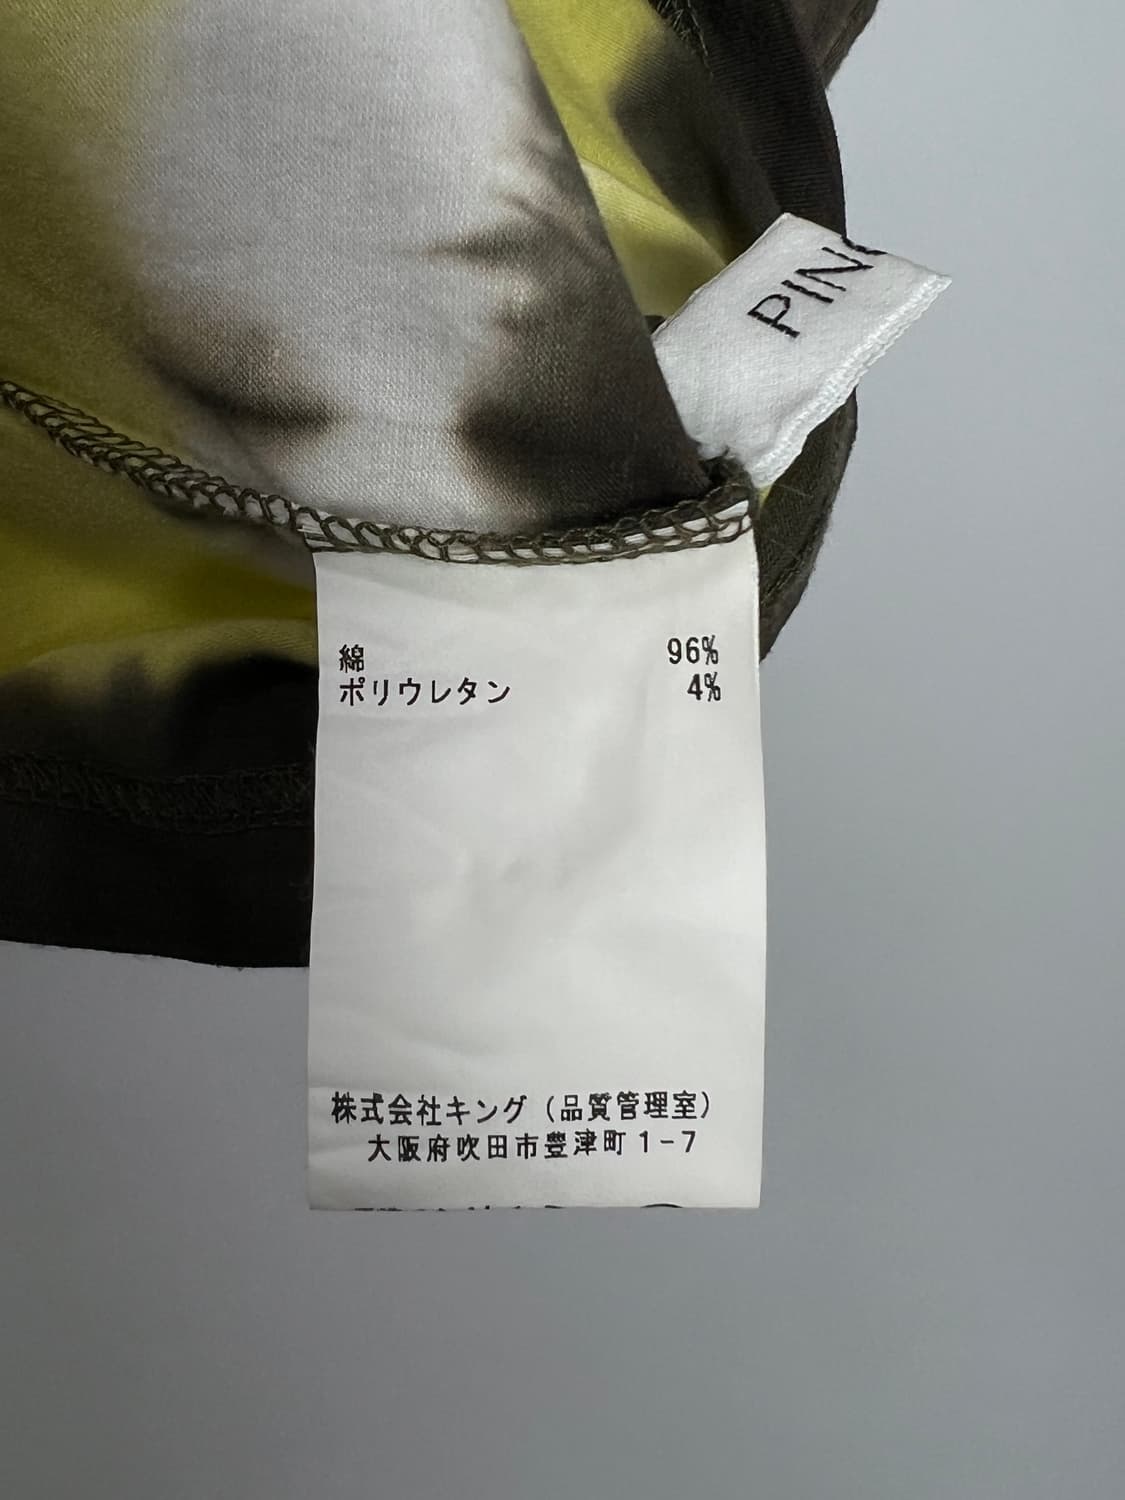 PIN
綿 96%
ポリウレタン 4%
株式会社キング（品質管理室）
大阪府吹田市豊津町1-7